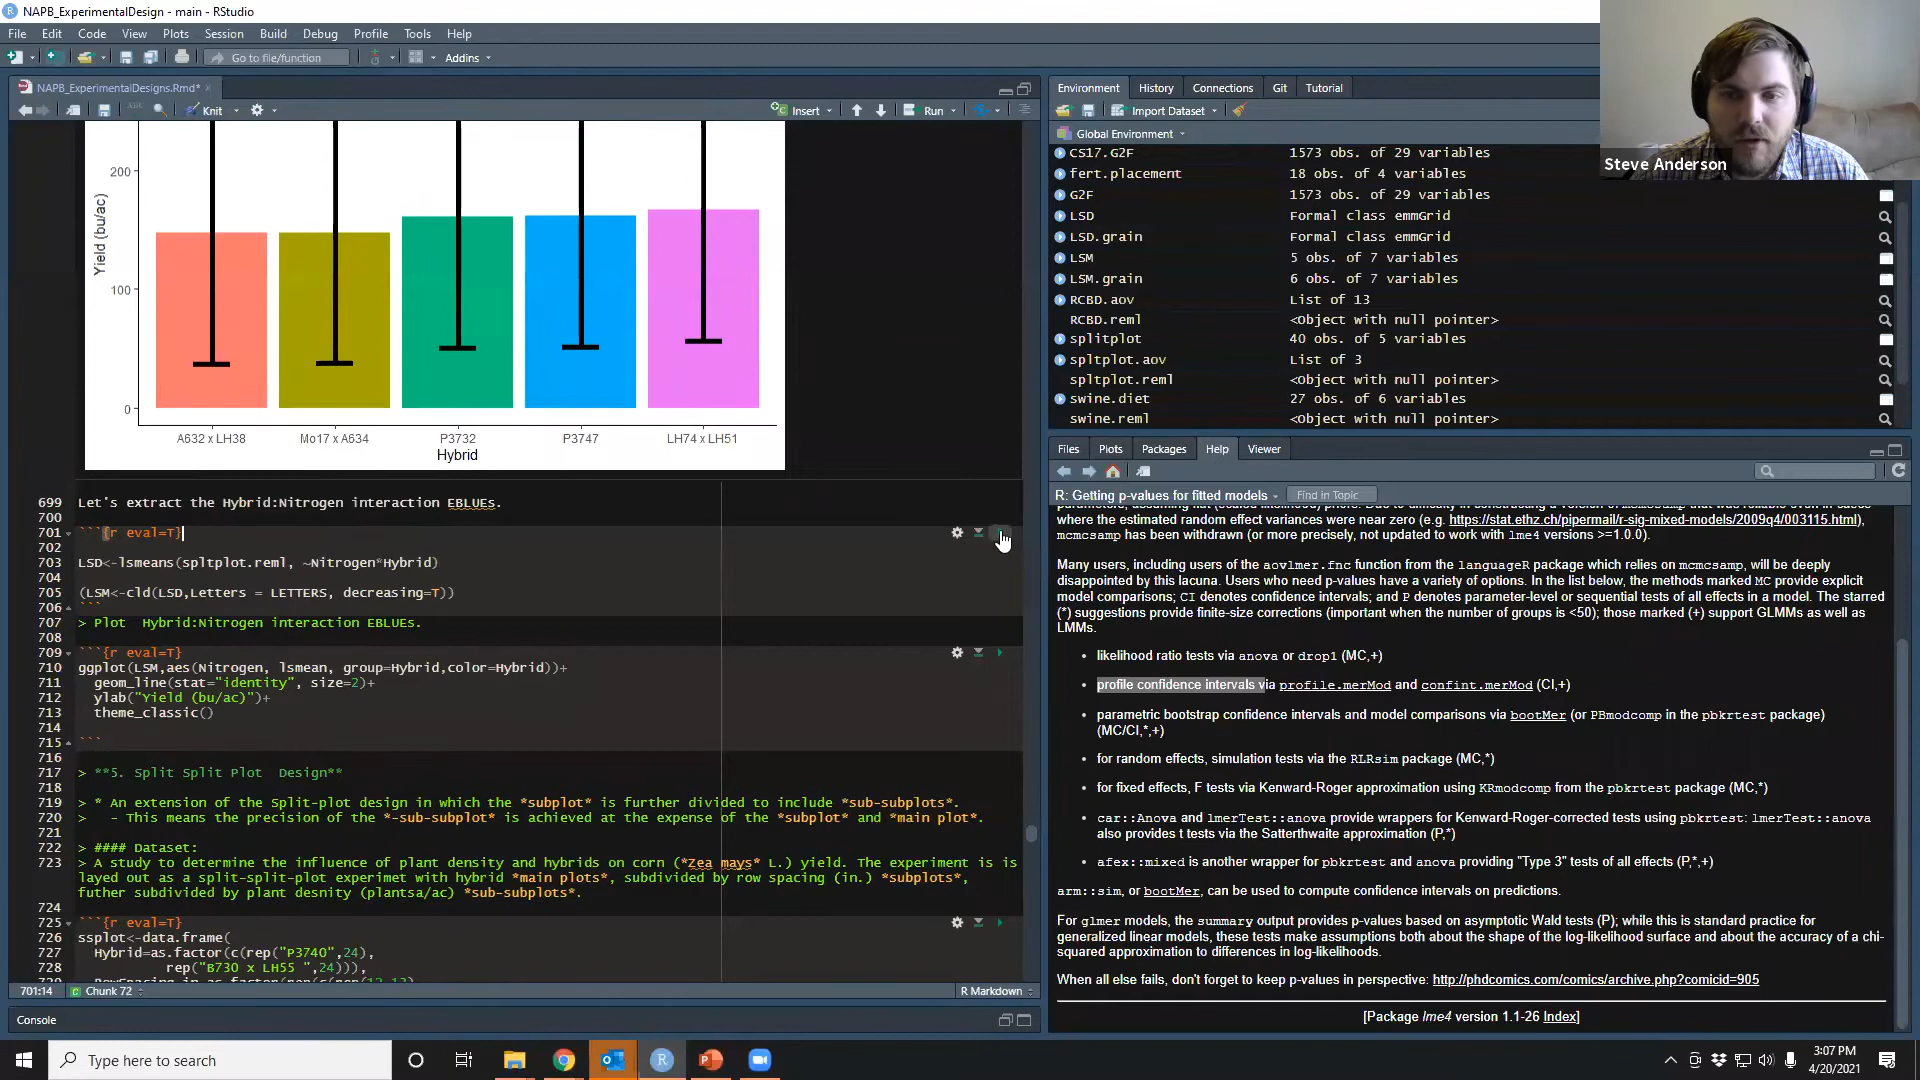 NAPB_ExperimentalDesign - main - RStudio
File Edit Code View Plots Session Build Debug Profile Tools Help
Go to file/function Addins
NAPB_ExperimentalDesigns.Rmd*
Knit Insert Run
Yield (bu/ac)
200
100
0
A632 x LH38 Mo17 x A634 P3732 P3747 LH74 x LH51
Hybrid
699 Let's extract the Hybrid:Nitrogen interaction EBLUEs.
700
701 ```{r eval=T}
702
703 LSD<-lsmeans(spltplot.reml, ~Nitrogen*Hybrid)
704
705 (LSM<-cld(LSD,Letters = LETTERS, decreasing=T))
706 ```
707 > Plot  Hybrid:Nitrogen interaction EBLUEs.
708
709 ```{r eval=T}
710 ggplot(LSM,aes(Nitrogen, lsmean, group=Hybrid,color=Hybrid))+
711 geom_line(stat="identity", size=2)+
712 ylab("Yield (bu/ac)")+
713 theme_classic()
714
715 ```
716
717 > **5. Split Split Plot  Design**
718
719 > * An extension of the Split-plot design in which the *subplot* is further divided to include *sub-subplots*.
720 > - This means the precision of the *-sub-subplot* is achieved at the expense of the *subplot* and *main plot*.
721
722 > #### Dataset:
723 > A study to determine the influence of plant density and hybrids on corn (*Zea mays* L.) yield. The experiment is is
layed out as a split-split-plot experimet with hybrid *main plots*, subdivided by row spacing (in.) *subplots*,
futher subdivided by plant desnity (plantsa/ac) *sub-subplots*.
724
725 ```{r eval=T}
726 ssplot<-data.frame(
727 Hybrid=as.factor(c(rep("P3740",24),
728 rep("B730 x LH55 ",24))),
701:14 Chunk 72 R Markdown
Console
Environment History Connections Git Tutorial
Import Dataset
Global Environment
CS17.G2F 1573 obs. of 29 variables
fert.placement 18 obs. of 4 variables
G2F 1573 obs. of 29 variables
LSD Formal class emmGrid
LSD.grain Formal class emmGrid
LSM 5 obs. of 7 variables
LSM.grain 6 obs. of 7 variables
RCBD.aov List of 13
RCBD.reml <Object with null pointer>
splitplot 40 obs. of 5 variables
spltplot.aov List of 3
spltplot.reml <Object with null pointer>
swine.diet 27 obs. of 6 variables
swine.reml <Object with null pointer>
Steve Anderson
Files Plots Packages Help Viewer
R: Getting p-values for fitted models Find in Topic
where the estimated random effect variances were near zero (e.g. https://stat.ethz.ch/pipermail/r-sig-mixed-models/2009q4/003115.html),
mcmcsamp has been withdrawn (or more precisely, not updated to work with lme4 versions >=1.0.0).
Many users, including users of the aovlmer.fnc function from the languageR package which relies on mcmcsamp, will be deeply
disappointed by this lacuna. Users who need p-values have a variety of options. In the list below, the methods marked MC provide explicit
model comparisons; CI denotes confidence intervals; and P denotes parameter-level or sequential tests of all effects in a model. The starred
(*) suggestions provide finite-size corrections (important when the number of groups is <50); those marked (+) support GLMMs as well as
LMMs.
• likelihood ratio tests via anova or drop1 (MC,+)
• profile confidence intervals via profile.merMod and confint.merMod (CI,+)
• parametric bootstrap confidence intervals and model comparisons via bootMer (or PBmodcomp in the pbkrtest package)
(MC/CI,*,+)
• for random effects, simulation tests via the RLRsim package (MC,*)
• for fixed effects, F tests via Kenward-Roger approximation using KRmodcomp from the pbkrtest package (MC,*)
• car::Anova and lmerTest::anova provide wrappers for Kenward-Roger-corrected tests using pbkrtest: lmerTest::anova
also provides t tests via the Satterthwaite approximation (P,*)
• afex::mixed is another wrapper for pbkrtest and anova providing "Type 3" tests of all effects (P,*,+)
arm::sim, or bootMer, can be used to compute confidence intervals on predictions.
For glmer models, the summary output provides p-values based on asymptotic Wald tests (P); while this is standard practice for
generalized linear models, these tests make assumptions both about the shape of the log-likelihood surface and about the accuracy of a chi-
squared approximation to differences in log-likelihoods.
When all else fails, don't forget to keep p-values in perspective: http://phdcomics.com/comics/archive.php?comicid=905
[Package lme4 version 1.1-26 Index]
Type here to search
3:07 PM
4/20/2021